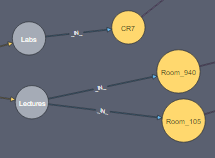 _IN_
CR7
Labs
_IN_
Room_940
Lectures
_IN_
Room_105